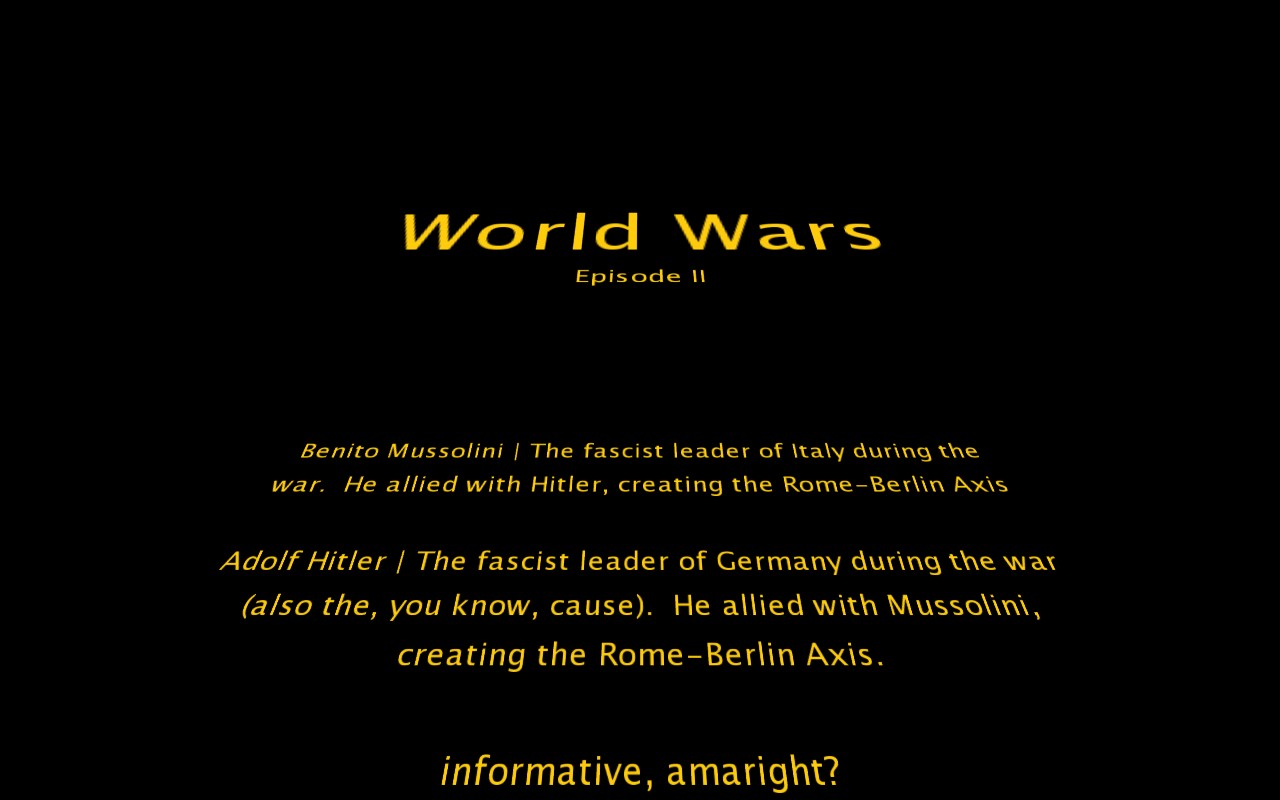 World Wars
Episode II
Benito Mussolini | The fascist leader of Italy during the
war.  He allied with Hitler, creating the Rome-Berlin Axis
Adolf Hitler | The fascist leader of Germany during the war
(also the, you know, cause).  He allied with Mussolini,
creating the Rome-Berlin Axis.
informative, amaright?